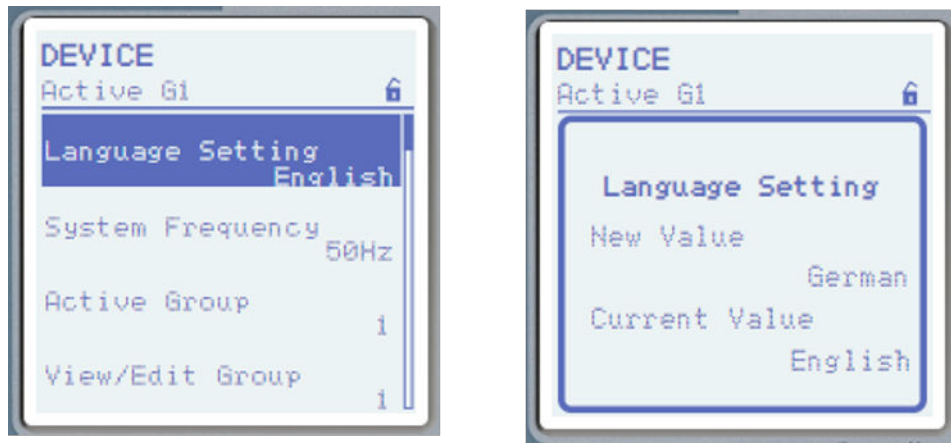 DEVICE
Active G1
Language Setting
English
System Frequency
50Hz
Active Group
1
View/Edit Group
1
DEVICE
Active G1
Language Setting
New Value
German
Current Value
English